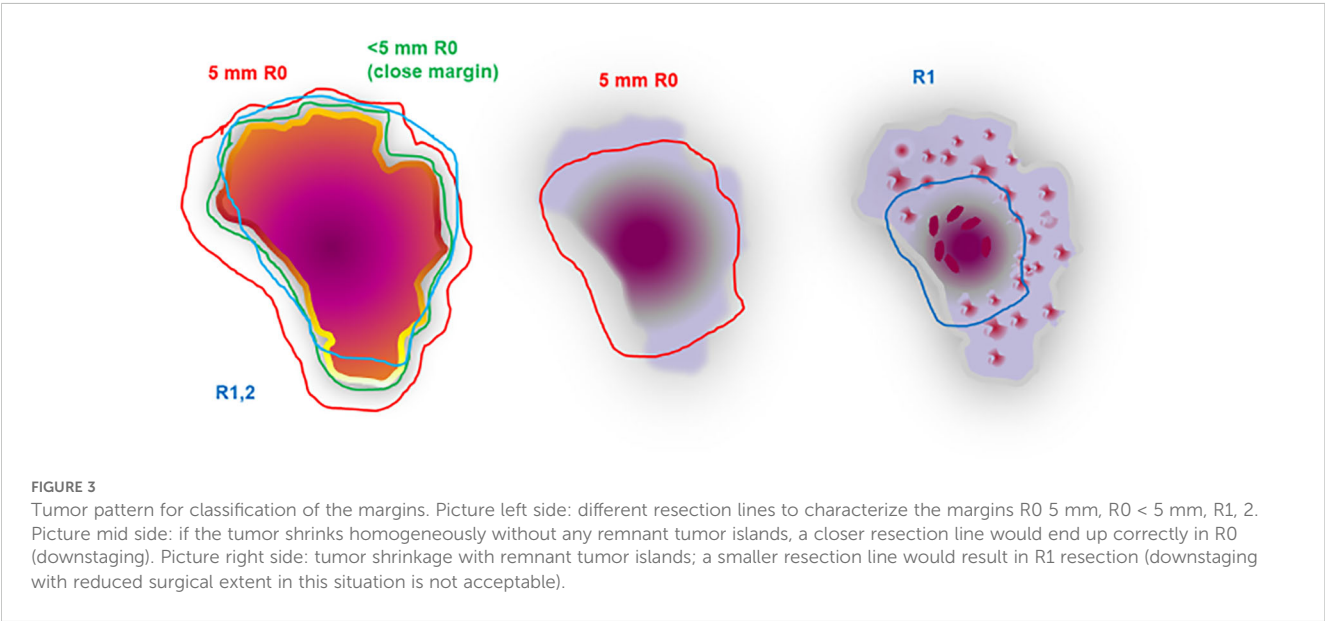 <5 mm R0
(close margin)
5 mm R0
5 mm R0
R1
R1,2
FIGURE 3
Tumor pattern for classification of the margins. Picture left side: different resection lines to characterize the margins R0 5 mm, R0 < 5 mm, R1, 2.
Picture mid side: if the tumor shrinks homogeneously without any remnant tumor islands, a closer resection line would end up correctly in R0
(downstaging). Picture right side: tumor shrinkage with remnant tumor islands; a smaller resection line would result in R1 resection (downstaging
with reduced surgical extent in this situation is not acceptable).